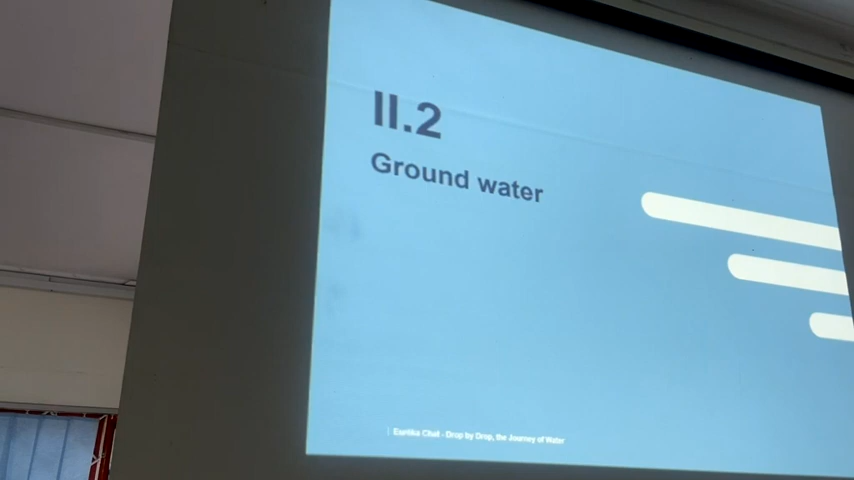 II.2
Ground water
Eurêka Chat - Drop by Drop, the Journey of Water